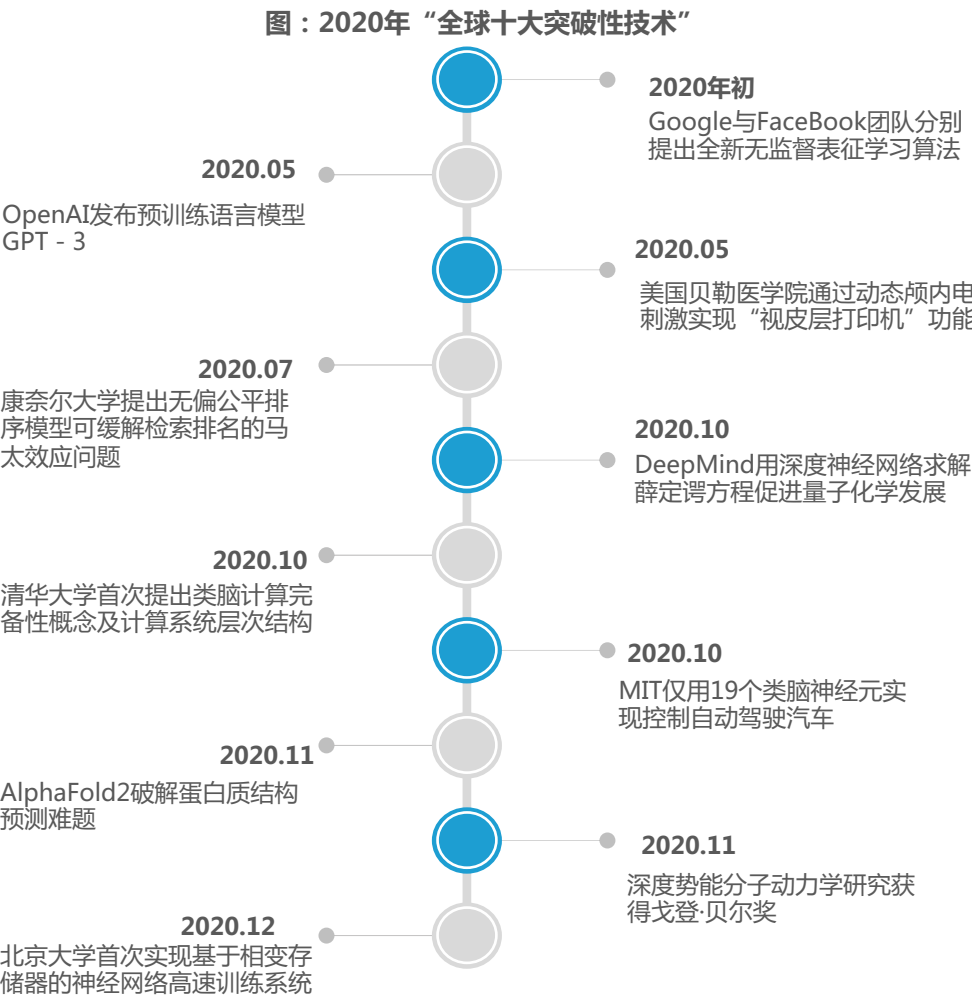 图：2020年“全球十大突破性技术”
2020年初
Google与FaceBook团队分别
提出全新无监督表征学习算法
2020.05
OpenAI发布预训练语言模型
GPT - 3
2020.05
美国贝勒医学院通过动态颅内电
刺激实现“视皮层打印机”功能
2020.07
康奈尔大学提出无偏公平排
序模型可缓解检索排名的马
太效应问题
2020.10
DeepMind用深度神经网络求解
薛定谔方程促进量子化学发展
2020.10
清华大学首次提出类脑计算完
备性概念及计算系统层次结构
2020.10
MIT仅用19个类脑神经元实
现控制自动驾驶汽车
2020.11
AlphaFold2破解蛋白质结构
预测难题
2020.11
深度势能分子动力学研究获
得戈登·贝尔奖
2020.12
北京大学首次实现基于相变存
储器的神经网络高速训练系统